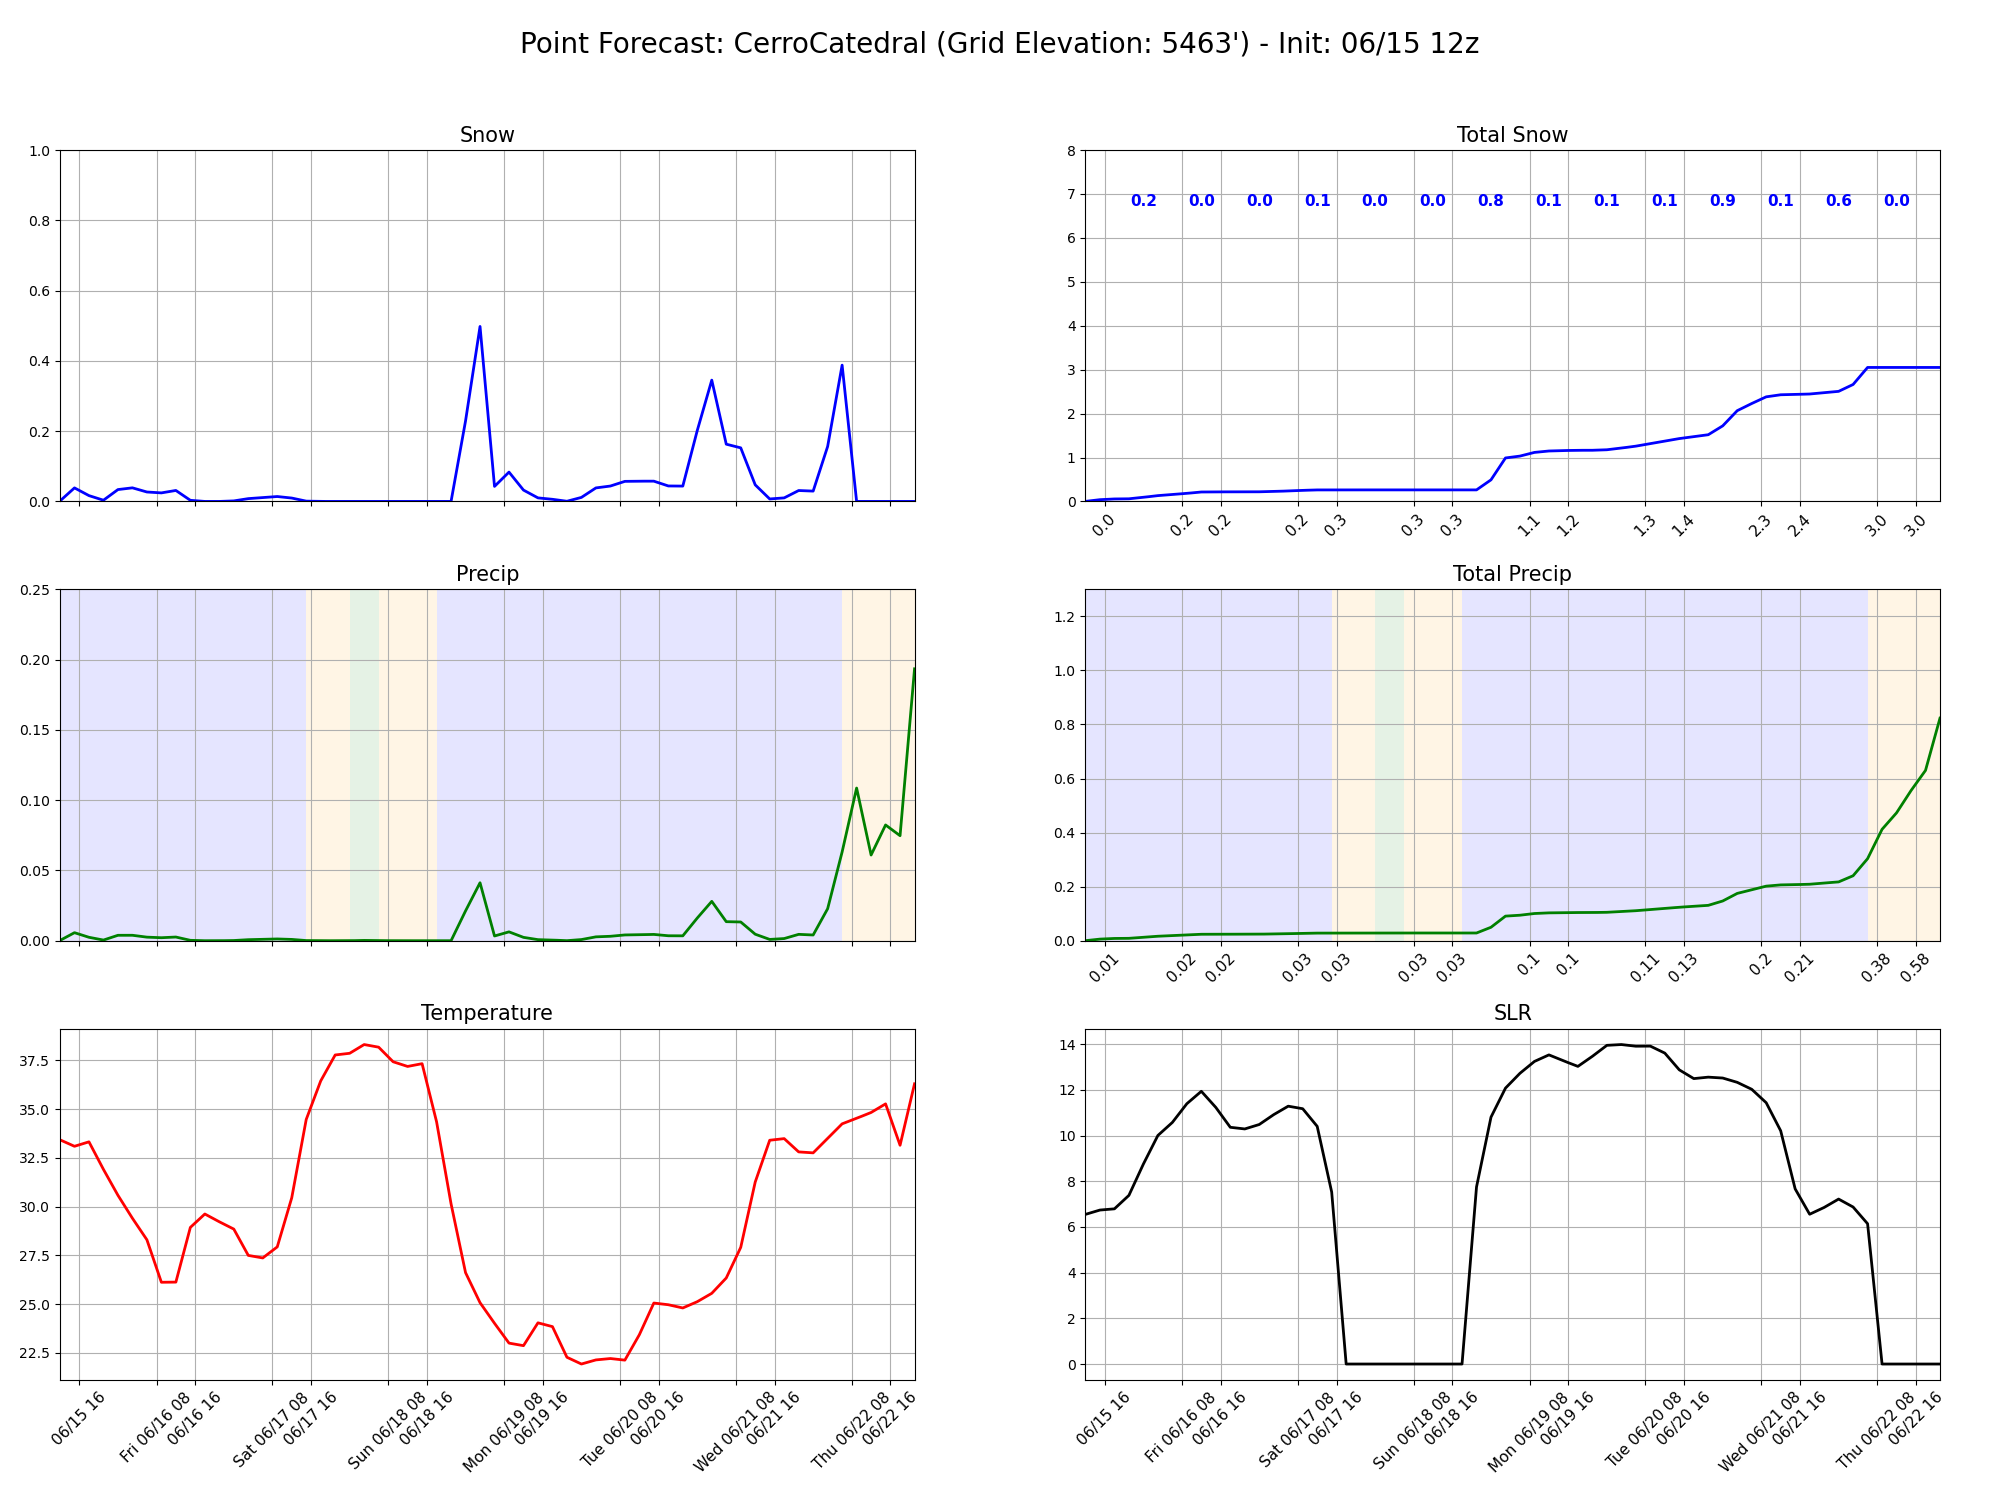 Point Forecast: CerroCatedral (Grid Elevation: 5463') - Init: 06/15 12z
Snow
1.0
0.8
0.6
0.4
0.2
0.0
Total Snow
8
7
6
5
4
3
2
1
0
0.2 0.0 0.0 0.1 0.0 0.0 0.8 0.1 0.1 0.1 0.9 0.1 0.6 0.0
0.0 0.2 0.2 0.2 0.3 0.3 0.3 1.1 1.2 1.3 1.4 2.3 2.4 3.0 3.0
Precip
0.25
0.20
0.15
0.10
0.05
0.00
Total Precip
1.2
1.0
0.8
0.6
0.4
0.2
0.0
0.01 0.02 0.02 0.03 0.03 0.03 0.03 0.1 0.1 0.11 0.13 0.2 0.21 0.38 0.58
Temperature
37.5
35.0
32.5
30.0
27.5
25.0
22.5
06/15 16
Fri 06/16 08
06/16 16
Sat 06/17 08
06/17 16
Sun 06/18 08
06/18 16
Mon 06/19 08
06/19 16
Tue 06/20 08
06/20 16
Wed 06/21 08
06/21 16
Thu 06/22 08
06/22 16
SLR
14
12
10
8
6
4
2
0
06/15 16
Fri 06/16 08
06/16 16
Sat 06/17 08
06/17 16
Sun 06/18 08
06/18 16
Mon 06/19 08
06/19 16
Tue 06/20 08
06/20 16
Wed 06/21 08
06/21 16
Thu 06/22 08
06/22 16